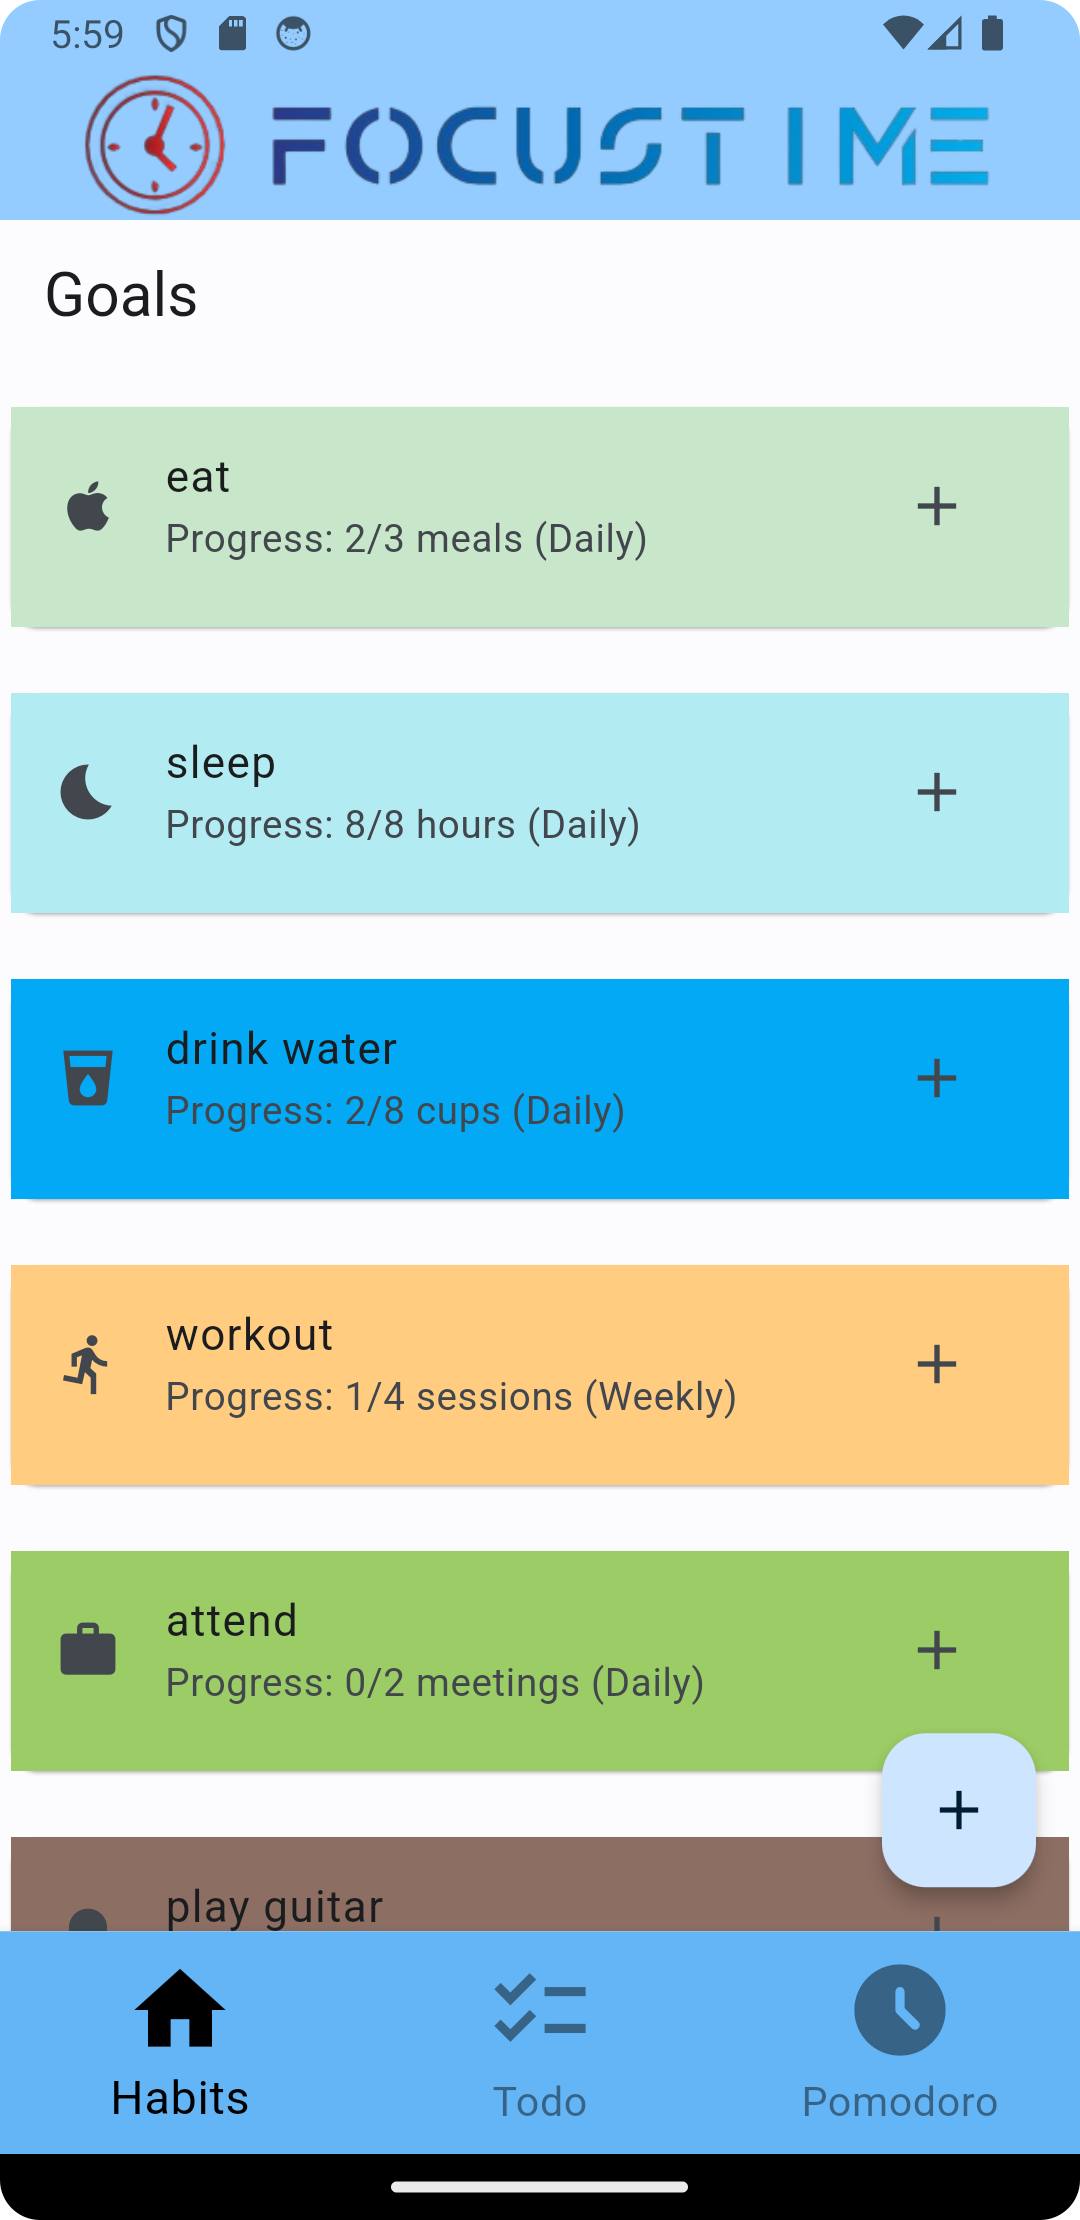 5:59
FOCUSTIME
Goals
eat
Progress: 2/3 meals (Daily)
sleep
Progress: 8/8 hours (Daily)
drink water
Progress: 2/8 cups (Daily)
workout
Progress: 1/4 sessions (Weekly)
attend
Progress: 0/2 meetings (Daily)
play guitar
Habits
Todo
Pomodoro